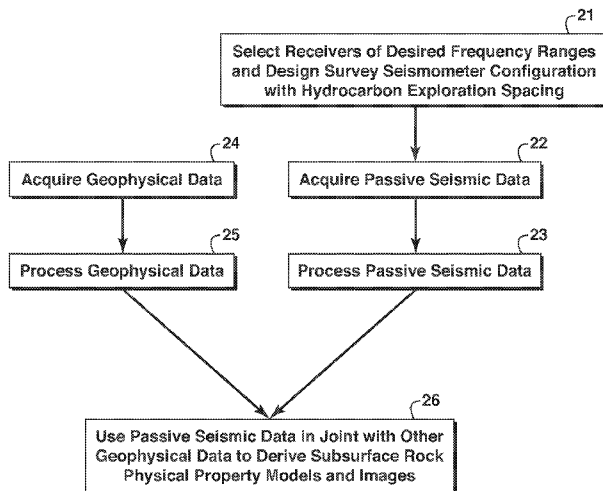 21
Select Receivers of Desired Frequency Ranges
and Design Survey Seismometer Configuration
with Hydrocarbon Exploration Spacing
24
Acquire Geophysical Data
22
Acquire Passive Seismic Data
25
Process Geophysical Data
23
Process Passive Seismic Data
26
Use Passive Seismic Data in Joint with Other
Geophysical Data to Derive Subsurface Rock
Physical Property Models and Images